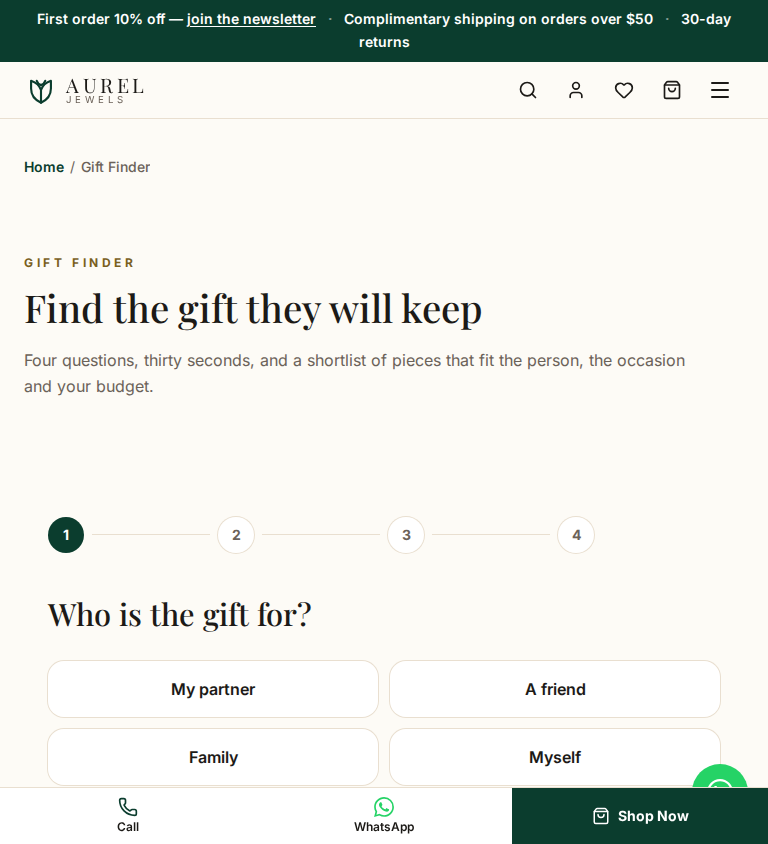 First order 10% off — join the newsletter · Complimentary shipping on orders over $50 · 30-day
returns
AUREL
JEWELS
Home / Gift Finder
GIFT FINDER
Find the gift they will keep
Four questions, thirty seconds, and a shortlist of pieces that fit the person, the occasion
and your budget.
1 2 3 4
Who is the gift for?
My partner A friend
Family Myself
Call WhatsApp Shop Now